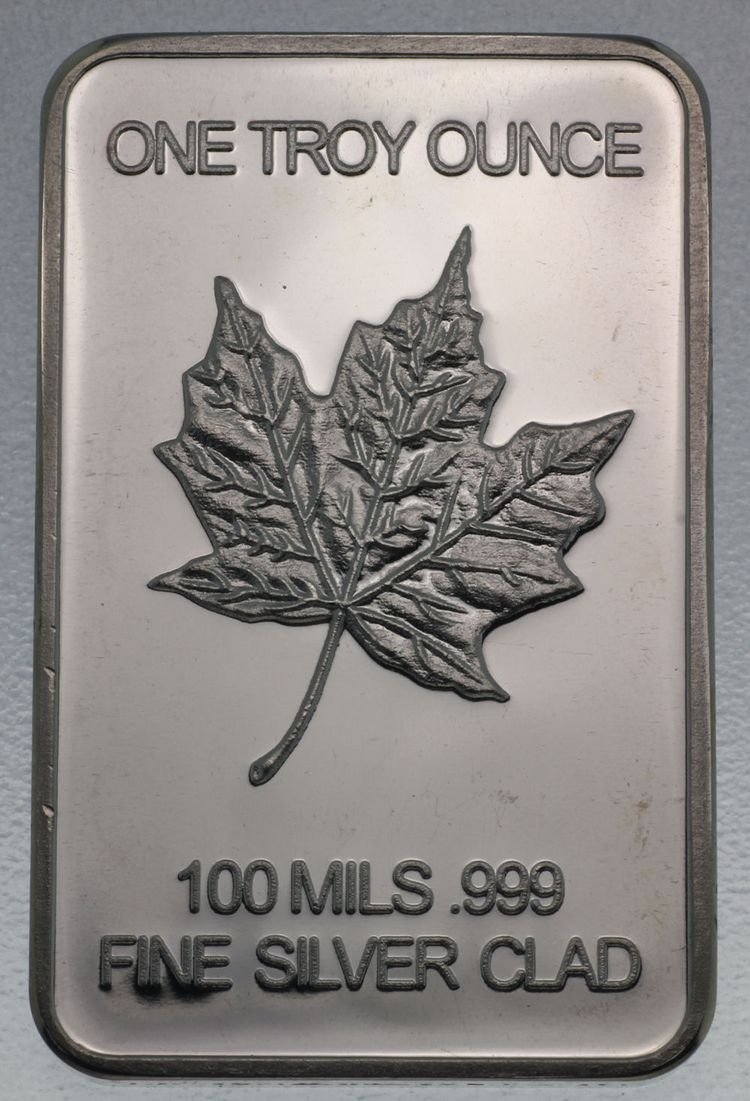 ONE TROY OUNCE
100 MILS .999
FINE SILVER CLAD